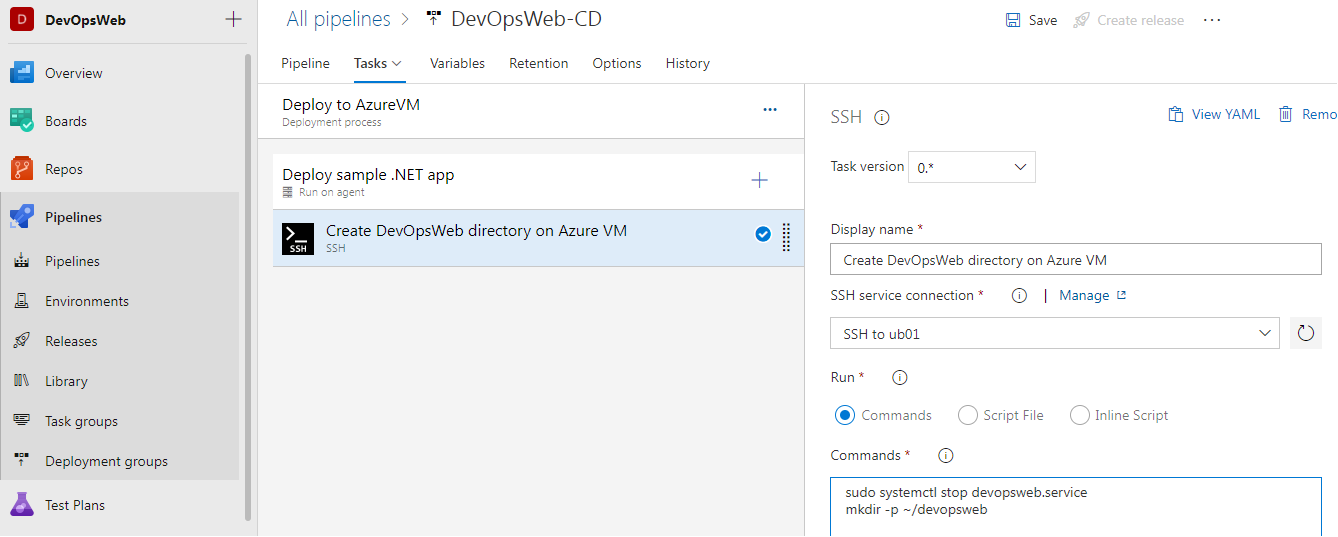 D DevOpsWeb
Overview
Boards
Repos
Pipelines
Pipelines
Environments
Releases
Library
Task groups
Deployment groups
Test Plans
All pipelines > DevOpsWeb-CD
Save Create release ...
Pipeline Tasks Variables Retention Options History
Deploy to AzureVM
Deployment process
Deploy sample .NET app
Run on agent
Create DevOpsWeb directory on Azure VM
SSH
SSH
SSH
View YAML Remo
Task version 0.*
Display name *
Create DevOpsWeb directory on Azure VM
SSH service connection * | Manage
SSH to ub01
Run *
Commands Script File Inline Script
Commands *
sudo systemctl stop devopsweb.service
mkdir -p ~/devopsweb